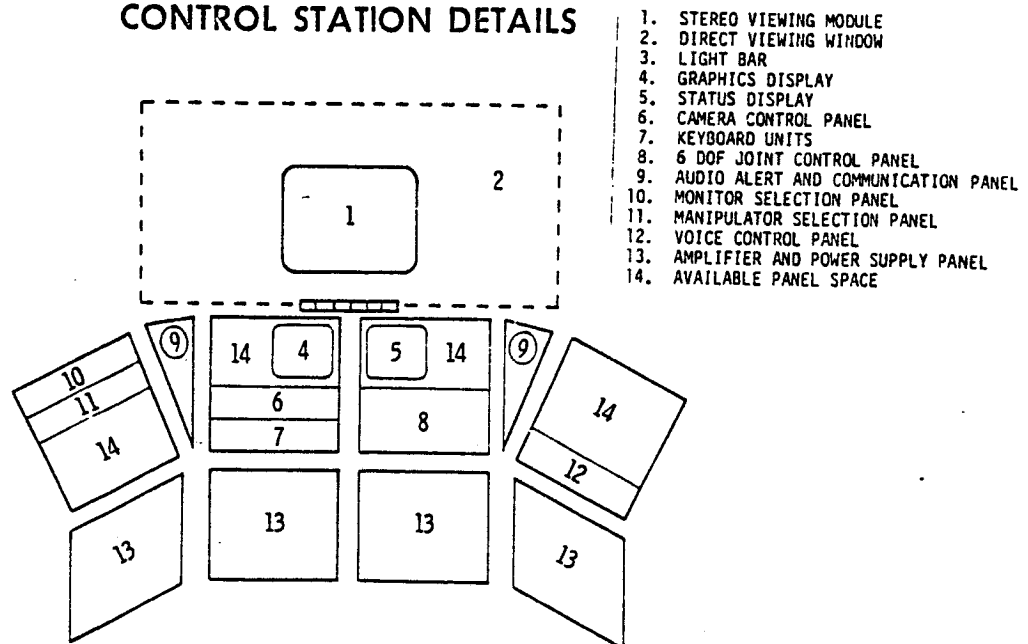 CONTROL STATION DETAILS
1. STEREO VIEWING MODULE
2. DIRECT VIEWING WINDOW
3. LIGHT BAR
4. GRAPHICS DISPLAY
5. STATUS DISPLAY
6. CAMERA CONTROL PANEL
7. KEYBOARD UNITS
8. 6 DOF JOINT CONTROL PANEL
9. AUDIO ALERT AND COMMUNICATION PANEL
10. MONITOR SELECTION PANEL
11. MANIPULATOR SELECTION PANEL
12. VOICE CONTROL PANEL
13. AMPLIFIER AND POWER SUPPLY PANEL
14. AVAILABLE PANEL SPACE
2
1
9
14 4
5 14
9
10
11
14
6
7
8
14
12
13
13
13
13